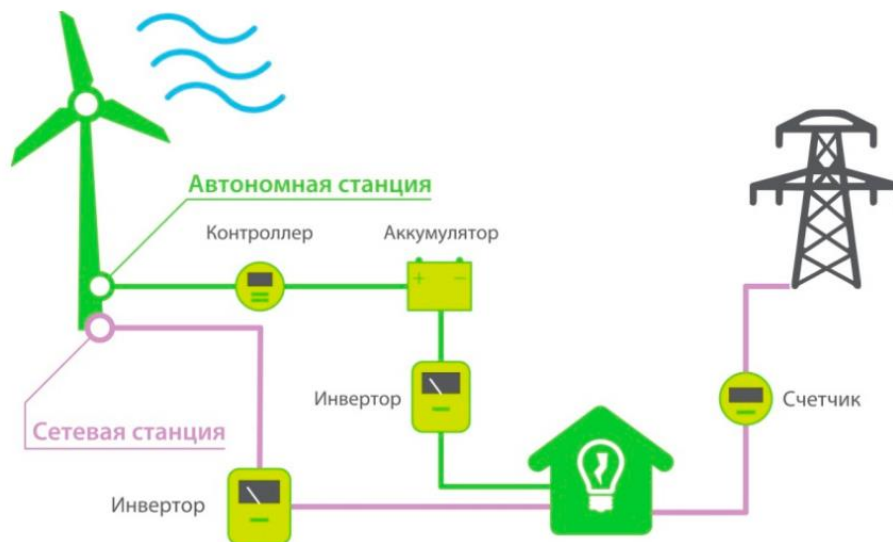 Автономная станция
Контроллер
Аккумулятор
Инвертор
Счетчик
Сетевая станция
Инвертор